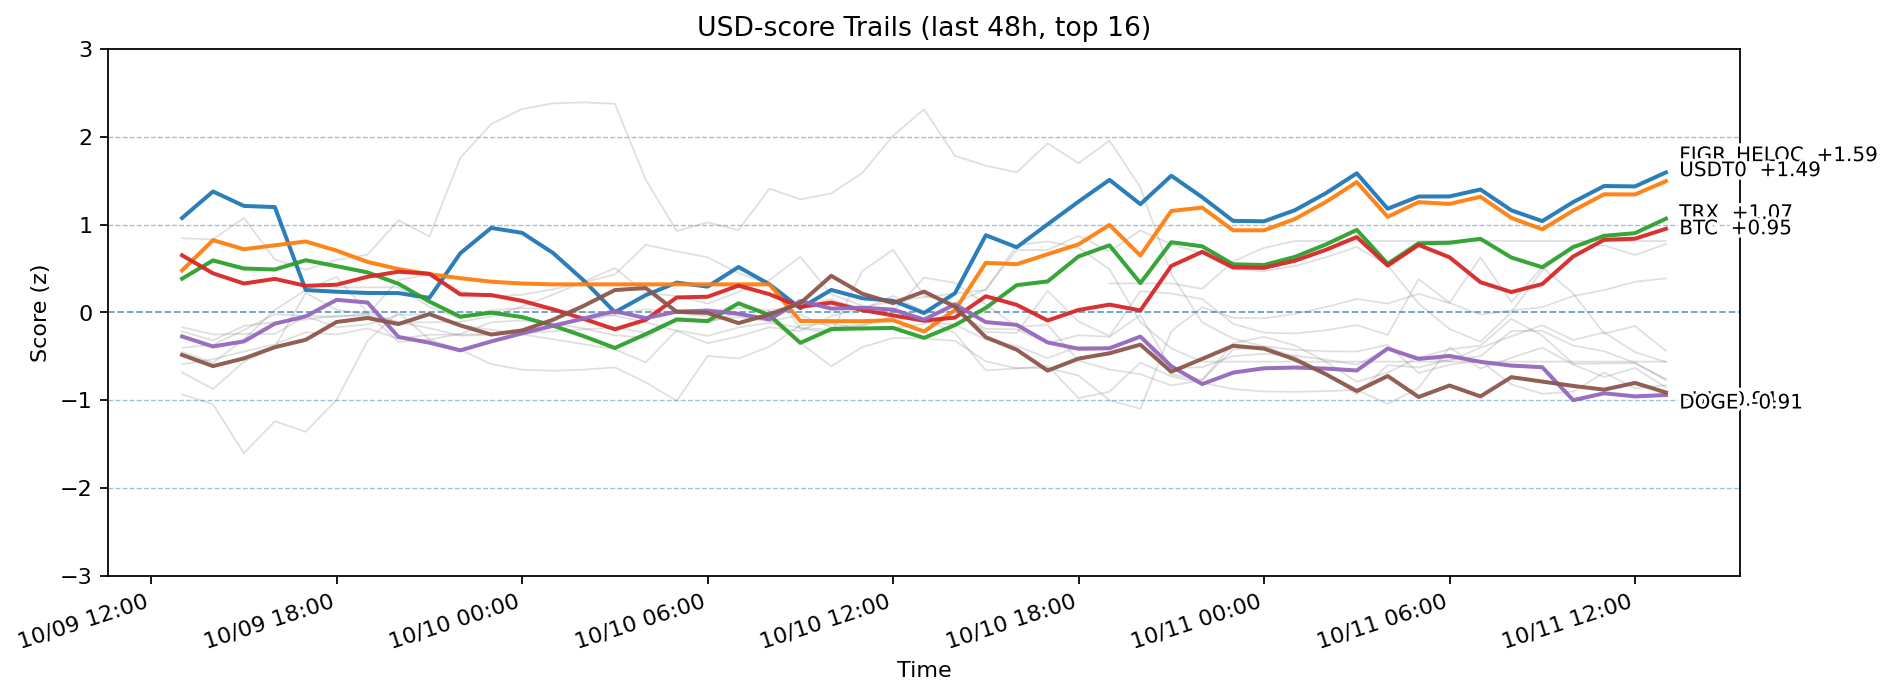 USD-score Trails (last 48h, top 16)
Score (z)
3
2
1
0
−1
−2
−3
FIGR_HELOC +1.59
USDT0 +1.49
TRX +1.07
BTC +0.95
DOGE -0.91
10/09 12:00
10/09 18:00
10/10 00:00
10/10 06:00
10/10 12:00
10/10 18:00
10/11 00:00
10/11 06:00
10/11 12:00
Time